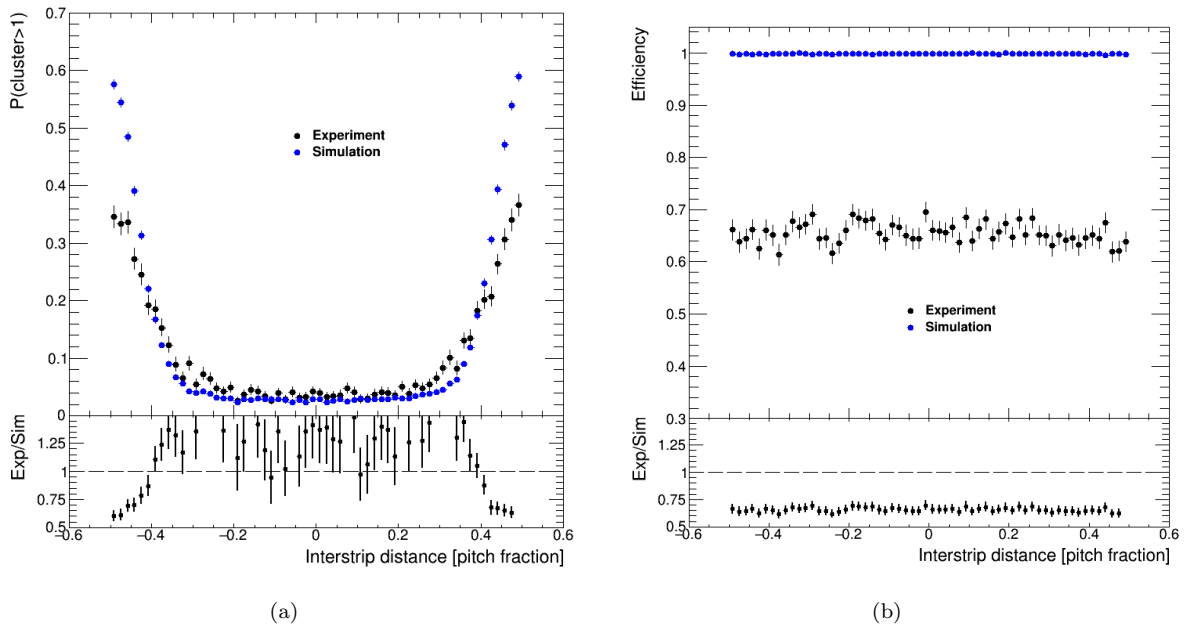 (a)
P(cluster>1)
0.7
0.6
0.5
0.4
0.3
0.2
0.1
0
Experiment
Simulation
Exp/Sim
1.25
1
0.75
0.5
−0.6 −0.4 −0.2 0 0.2 0.4 0.6
Interstrip distance [pitch fraction]
(a)
Efficiency
1
0.9
0.8
0.7
0.6
0.5
0.4
0.3
Experiment
Simulation
Exp/Sim
1.25
1
0.75
0.5
−0.6 −0.4 −0.2 0 0.2 0.4 0.6
Interstrip distance [pitch fraction]
(b)